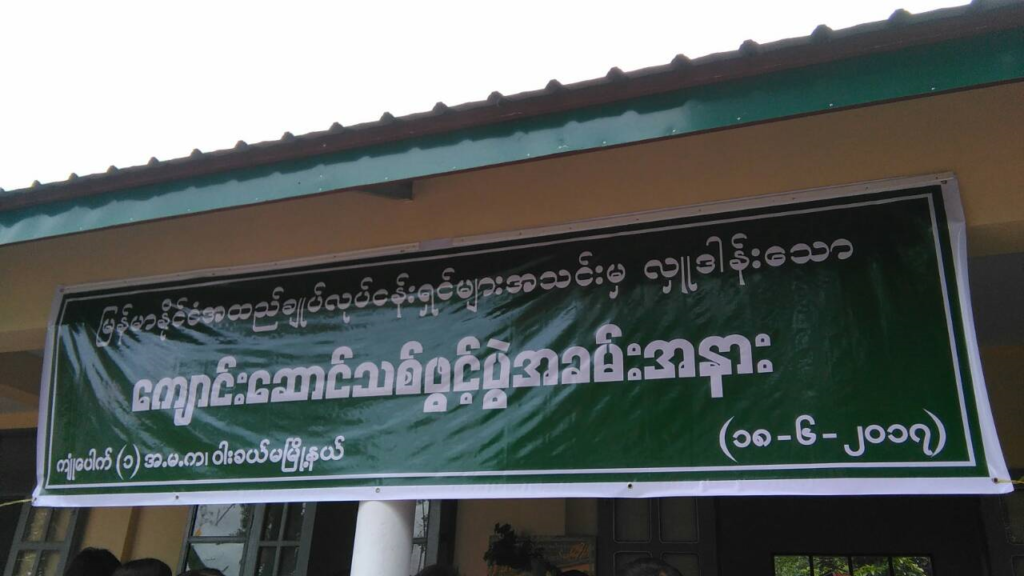 မြန်မာနိုင်ငံအထည်ချုပ်လုပ်ငန်းရှင်များအသင်းမှ လှူဒါန်းသော
ကျောင်းဆောင်သစ်ဖွင့်ပွဲအခမ်းအနား
ကျုံပေါက် (၁) အ.မ.က၊ ဝါးခယ်မမြို့နယ်
(၁၈-၆-၂၀၁၇)